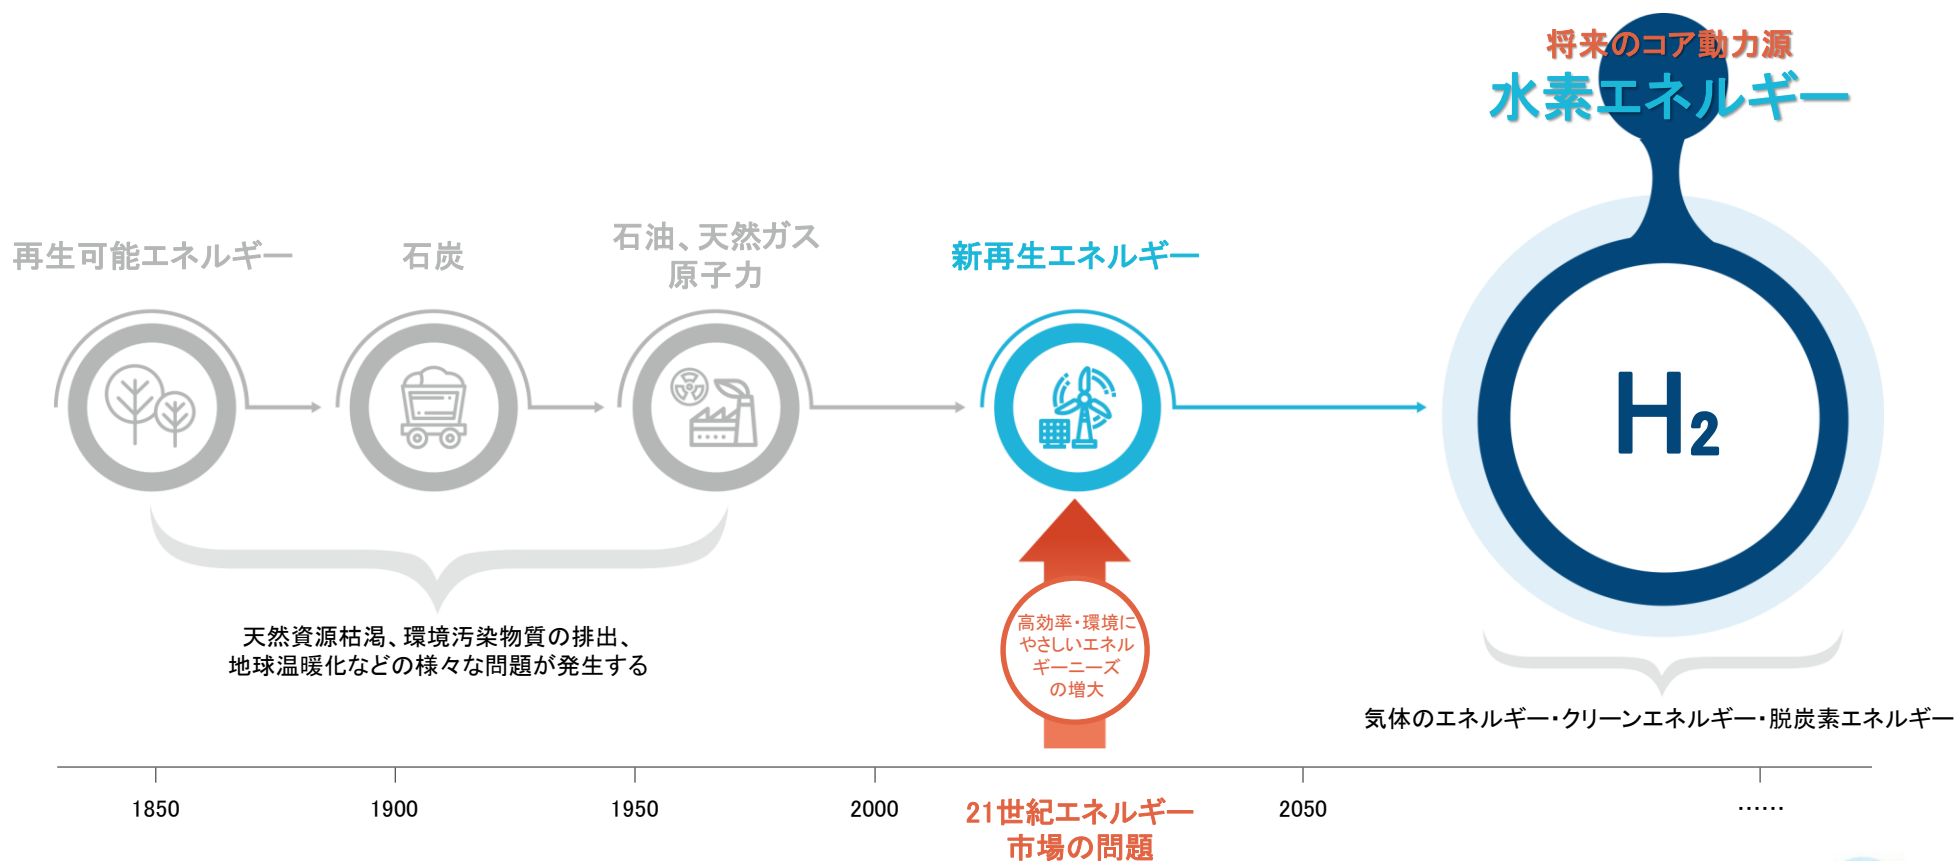 将来のコア動力源
水素エネルギー
再生可能エネルギー
石炭
石油、天然ガス
原子力
新再生エネルギー
H2
天然資源枯渇、環境汚染物質の排出、
地球温暖化などの様々な問題が発生する
高効率・環境に
やさしいエネル
ギーニーズ
の増大
気体のエネルギー・クリーンエネルギー・脱炭素エネルギー
1850
1900
1950
2000
21世紀エネルギー
市場の問題
2050
……